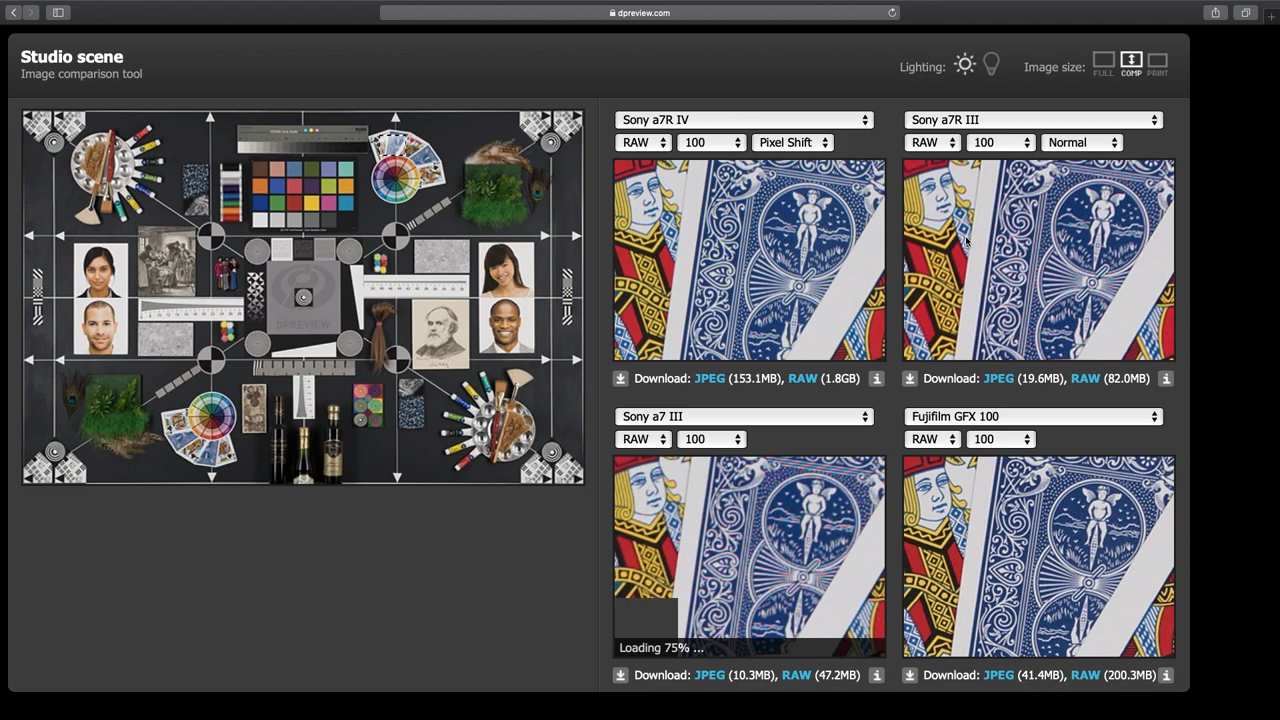 dpreview.com
Studio scene
Image comparison tool
Lighting:
Image size:
FULL
COMP
PRINT
Sony a7R IV
RAW
100
Pixel Shift
Download: JPEG (153.1MB), RAW (1.8GB)
Sony a7R III
RAW
100
Normal
Download: JPEG (19.6MB), RAW (82.0MB)
DPREVIEW
Sony a7 III
RAW
100
Loading 75% ...
Download: JPEG (10.3MB), RAW (47.2MB)
Fujifilm GFX 100
RAW
100
Download: JPEG (41.4MB), RAW (200.3MB)